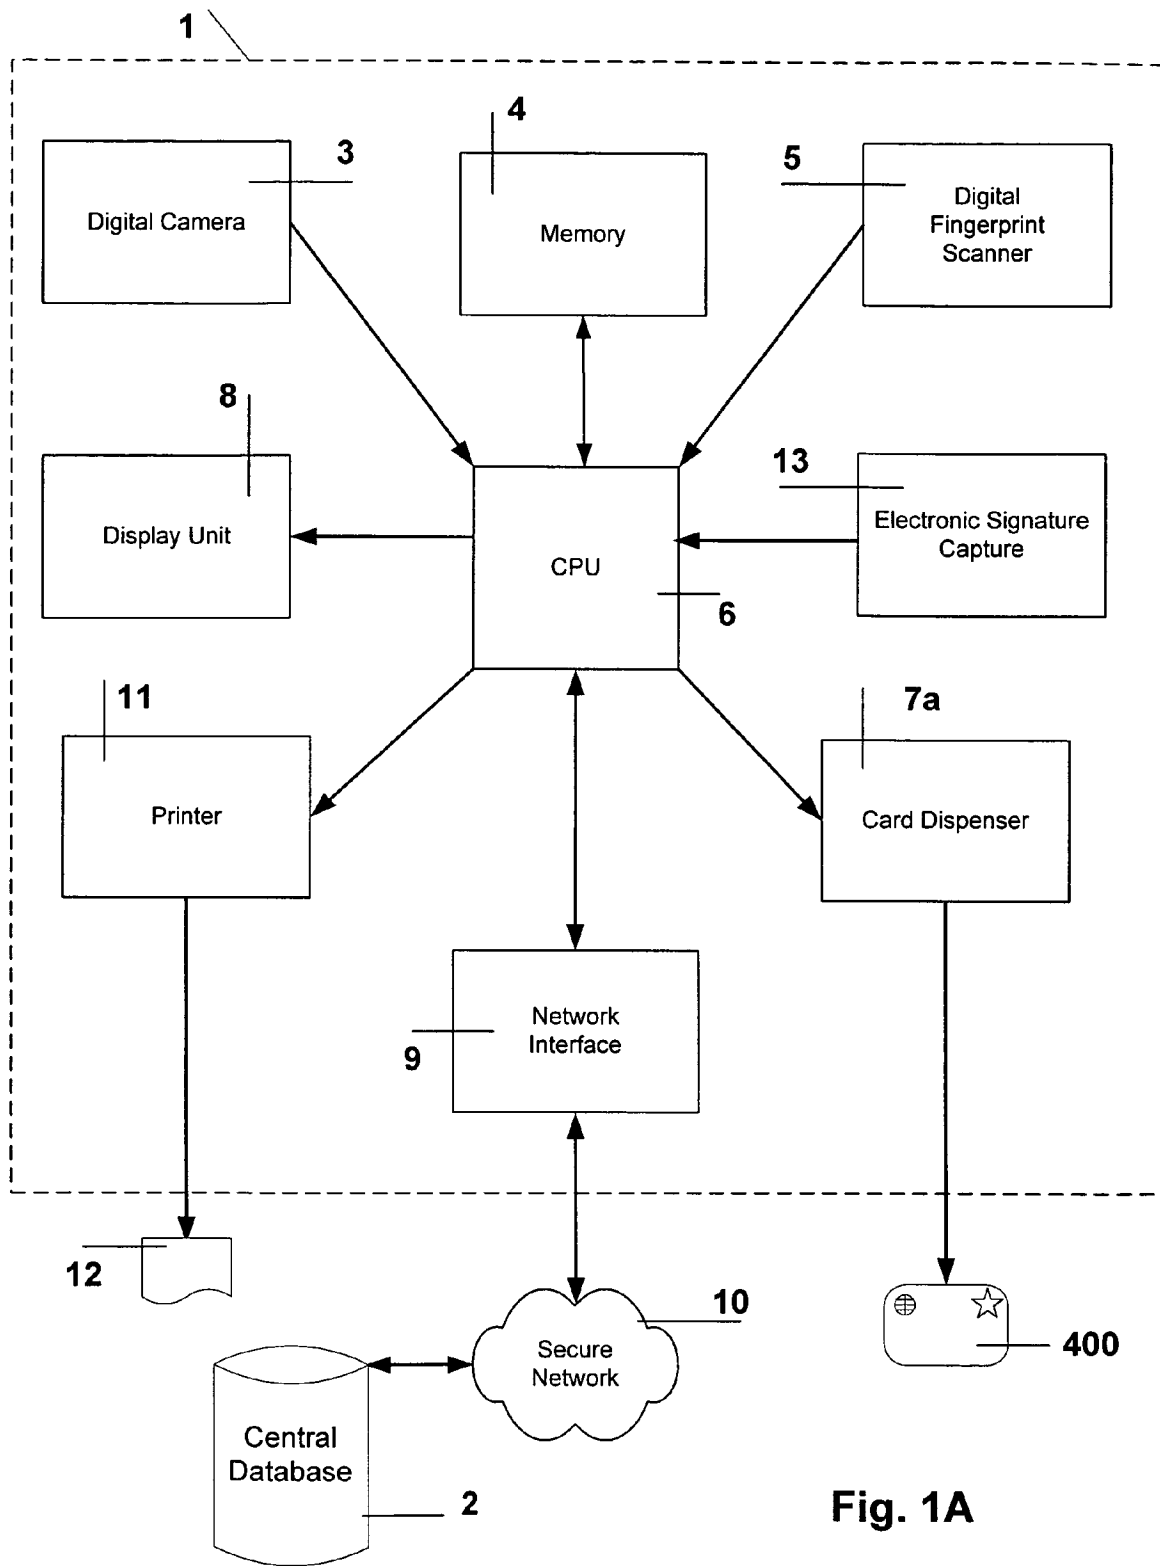 1
4
3
5
Digital Camera
Memory
Digital
Fingerprint
Scanner
8
13
Display Unit
CPU
Electronic Signature
Capture
6
11
7a
Printer
Card Dispenser
Network
Interface
9
12
10
Secure
Network
400
Central
Database
2
Fig. 1A